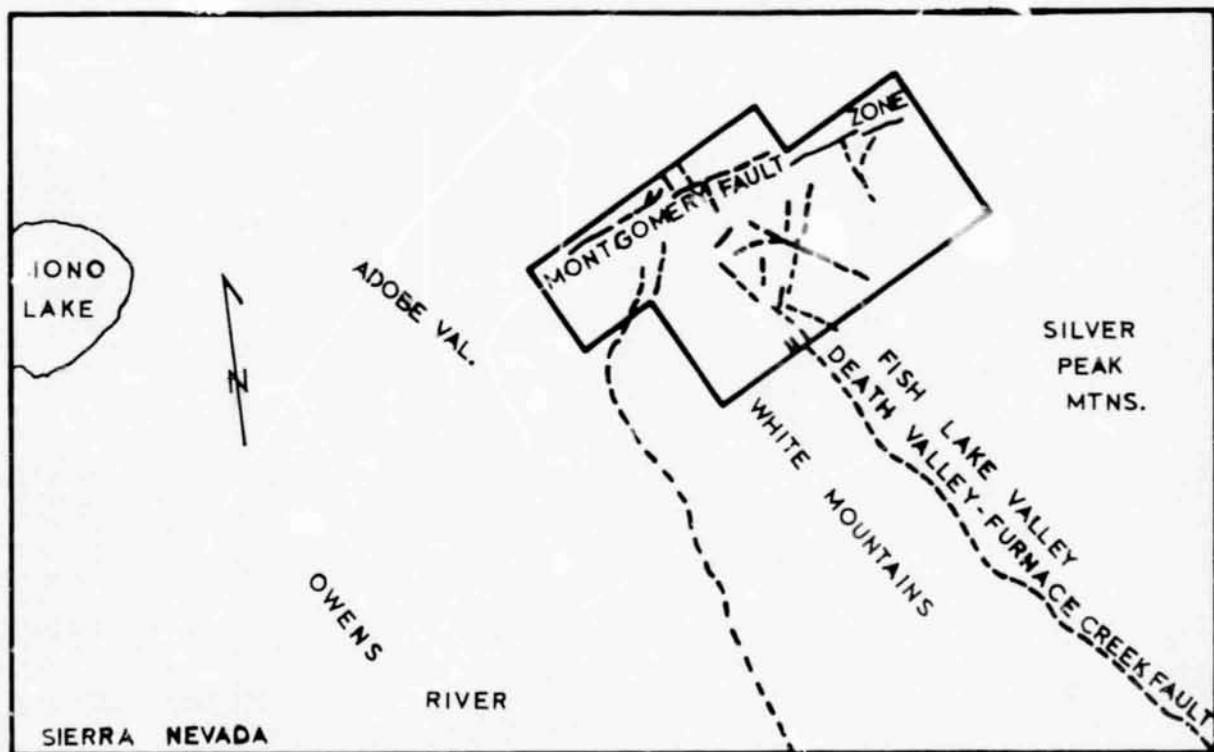 ZONE
MONTGOMERY FAULT
IONO
LAKE
ADOBE VAL.
N
SILVER
PEAK
MTNS.
FISH LAKE VALLEY
DEATH VALLEY-FURNACE CREEK FAULT
WHITE MOUNTAINS
OWENS
RIVER
SIERRA NEVADA